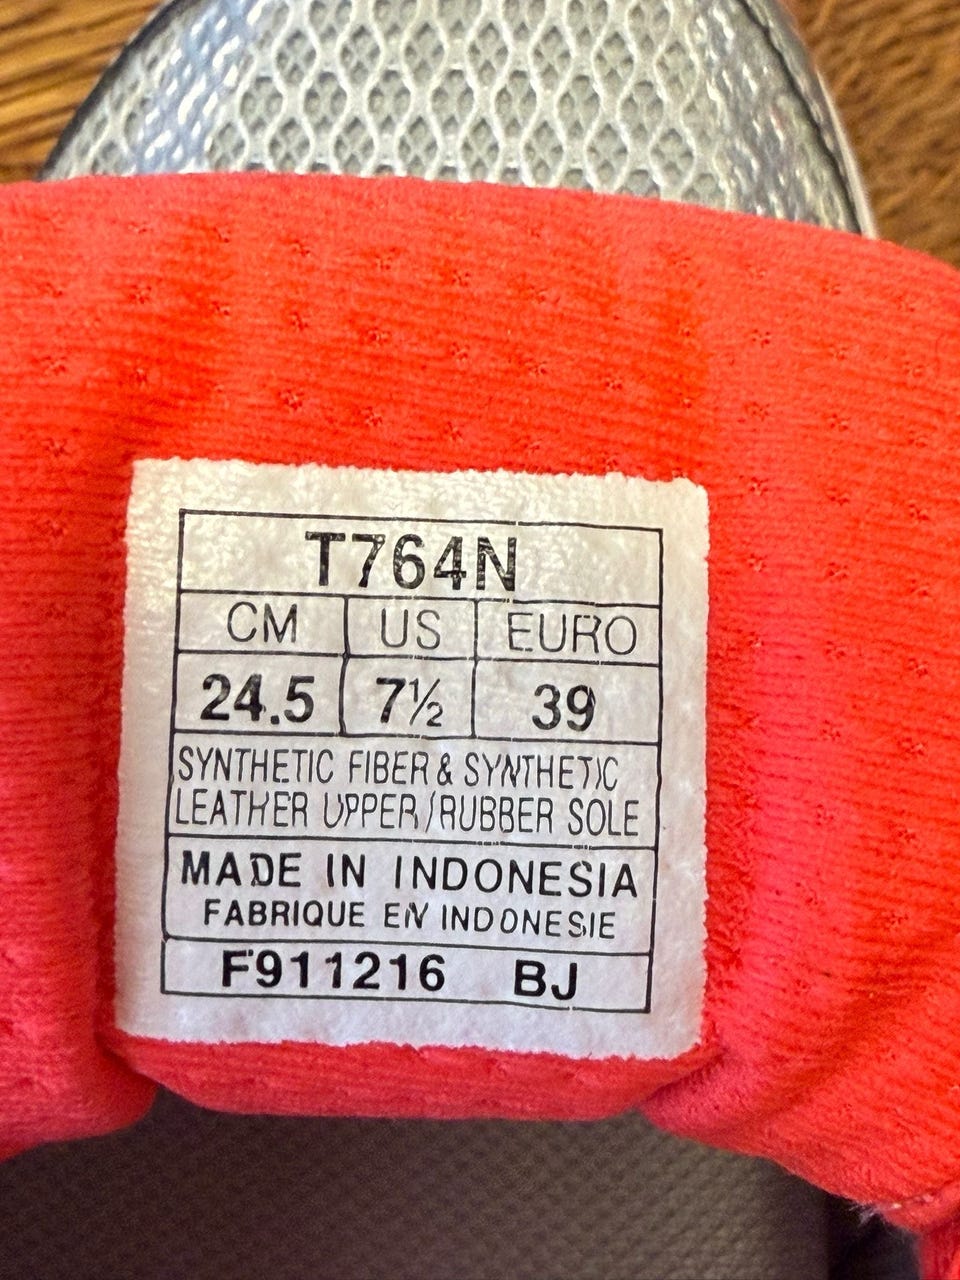 T764N
CM US EURO
24.5 7½ 39
SYNTHETIC FIBER & SYNTHETIC
LEATHER UPPER/RUBBER SOLE
MADE IN INDONESIA
FABRIQUE EN INDONESIE
F911216 BJ